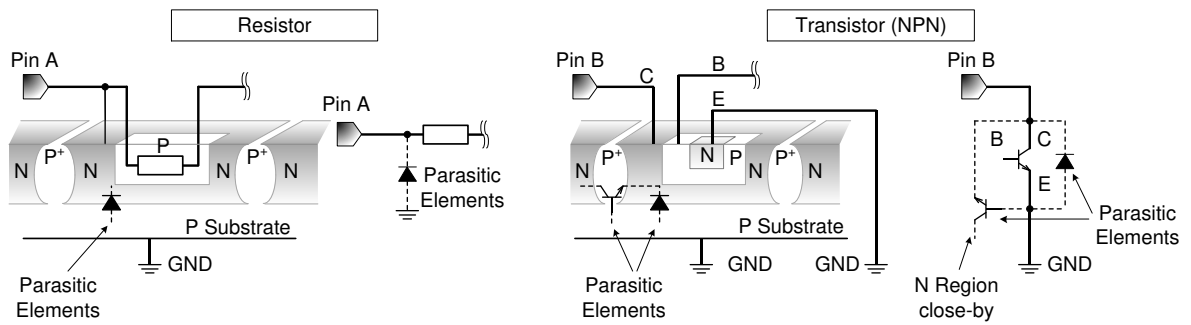 Resistor
Pin A
P
N
P+
N
P+
N
N
P Substrate
GND
Parasitic
Elements
Pin A
Parasitic
Elements
Transistor (NPN)
Pin B
C
B
E
N
P+
N
N
P
P+
N
N
P Substrate
GND
GND
Parasitic
Elements
Pin B
B
C
E
Parasitic
Elements
GND
N Region
close-by